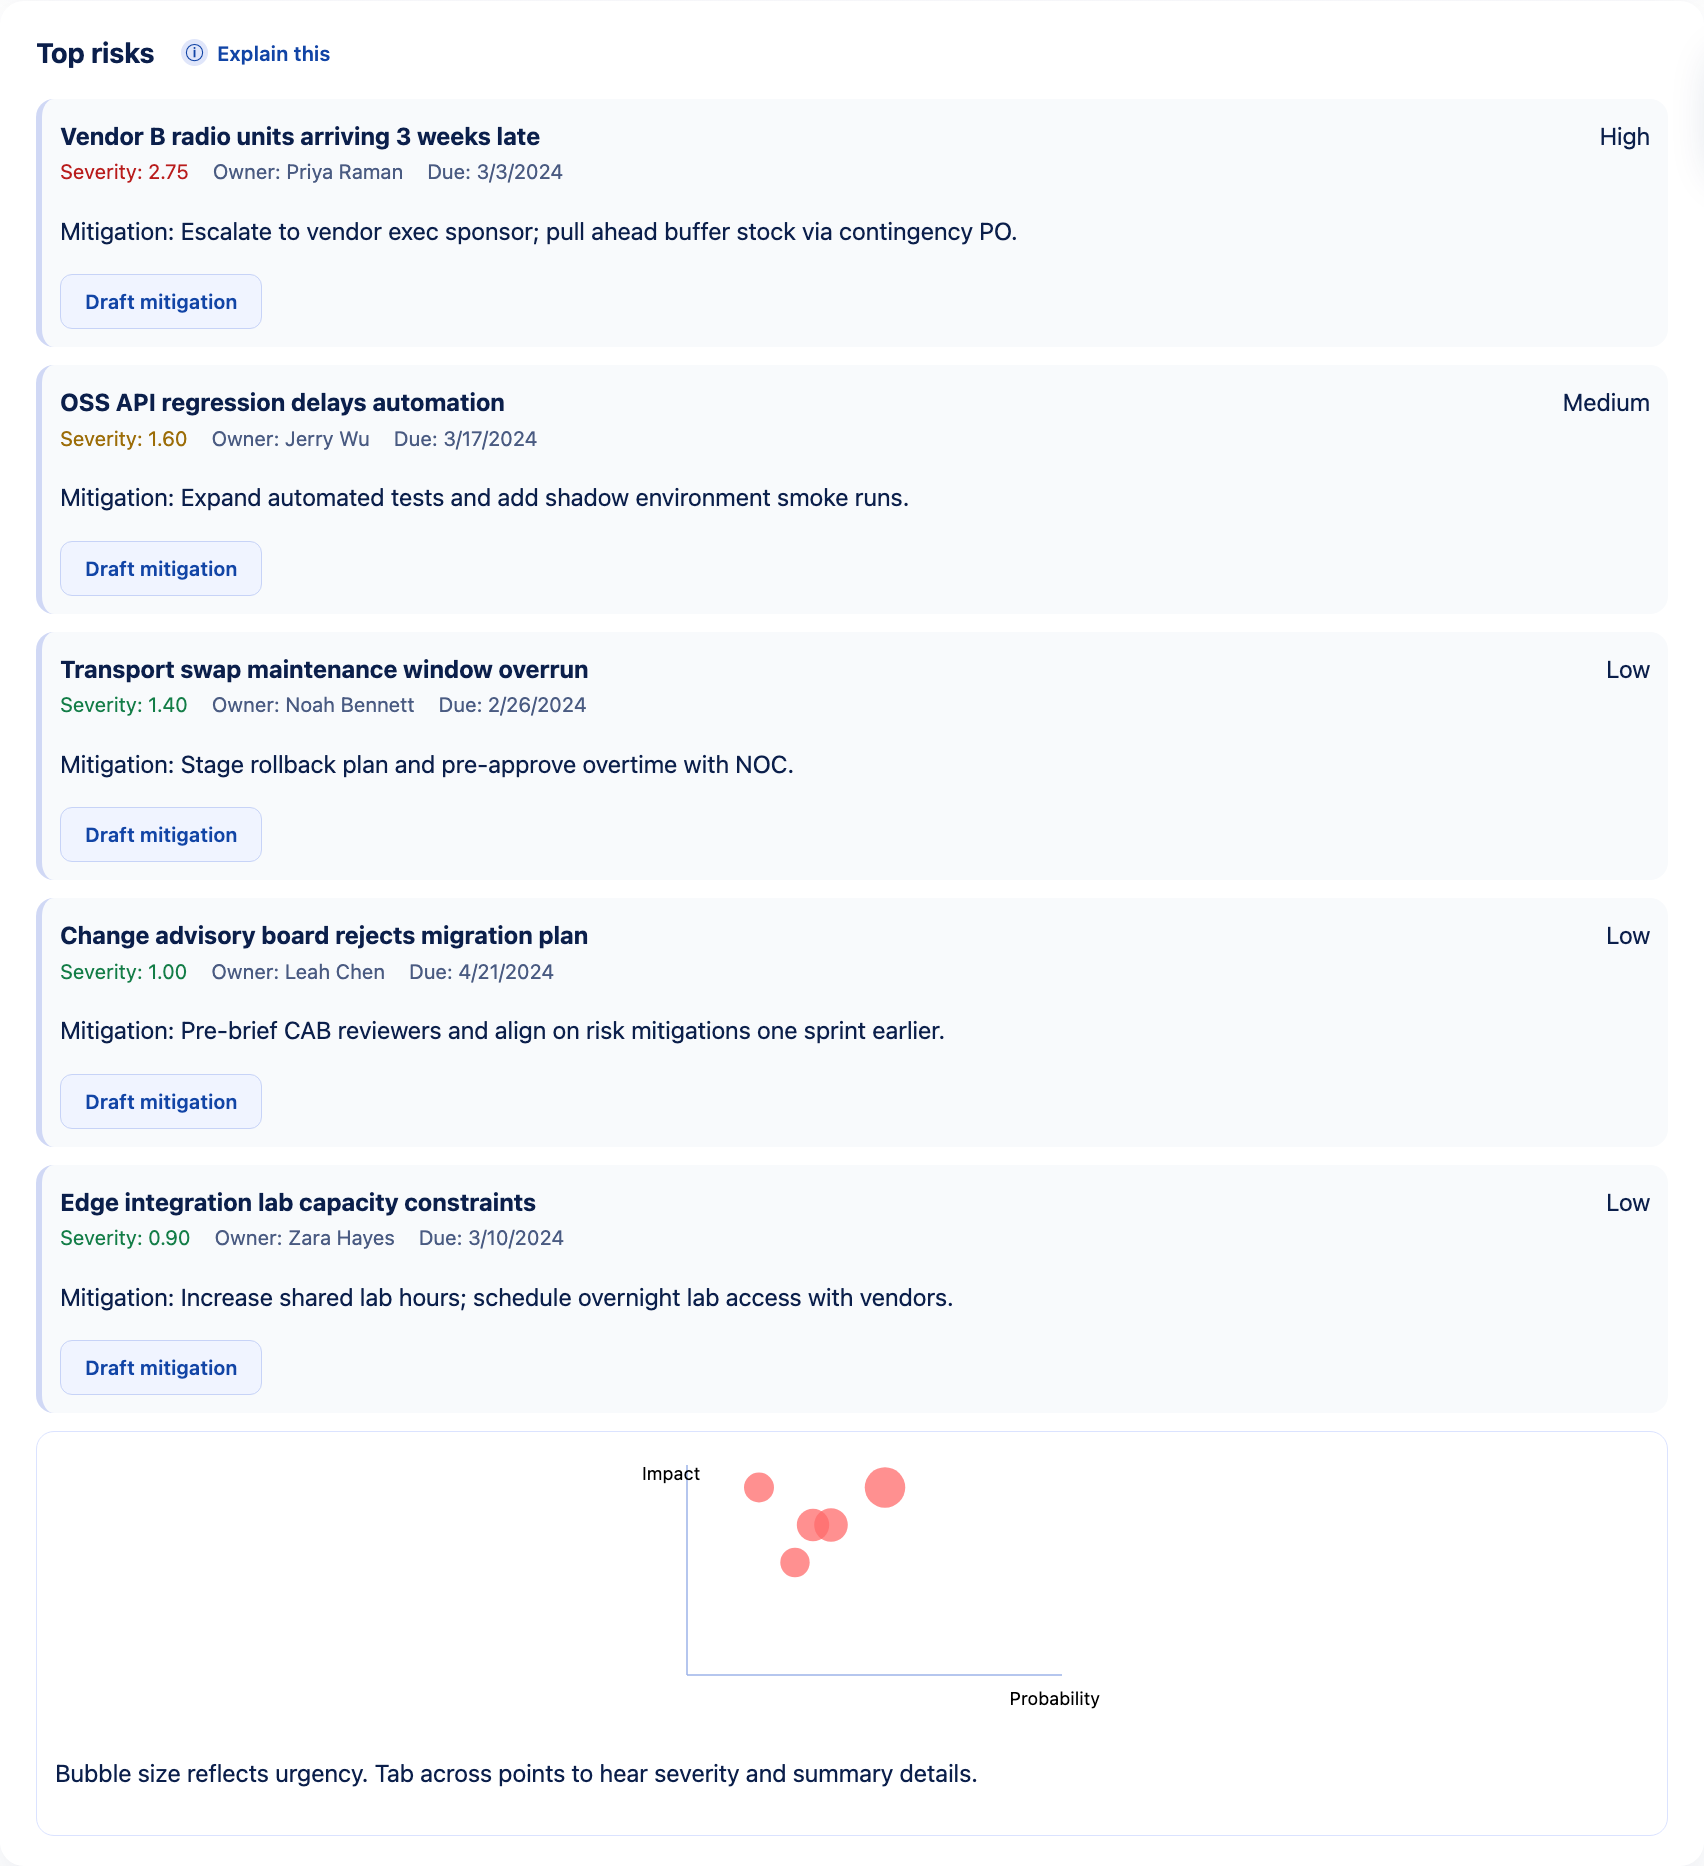 Top risks
Explain this
Vendor B radio units arriving 3 weeks late
High
Severity: 2.75 Owner: Priya Raman Due: 3/3/2024
Mitigation: Escalate to vendor exec sponsor; pull ahead buffer stock via contingency PO.
Draft mitigation
OSS API regression delays automation
Medium
Severity: 1.60 Owner: Jerry Wu Due: 3/17/2024
Mitigation: Expand automated tests and add shadow environment smoke runs.
Draft mitigation
Transport swap maintenance window overrun
Low
Severity: 1.40 Owner: Noah Bennett Due: 2/26/2024
Mitigation: Stage rollback plan and pre-approve overtime with NOC.
Draft mitigation
Change advisory board rejects migration plan
Low
Severity: 1.00 Owner: Leah Chen Due: 4/21/2024
Mitigation: Pre-brief CAB reviewers and align on risk mitigations one sprint earlier.
Draft mitigation
Edge integration lab capacity constraints
Low
Severity: 0.90 Owner: Zara Hayes Due: 3/10/2024
Mitigation: Increase shared lab hours; schedule overnight lab access with vendors.
Draft mitigation
Impact
Probability
Bubble size reflects urgency. Tab across points to hear severity and summary details.